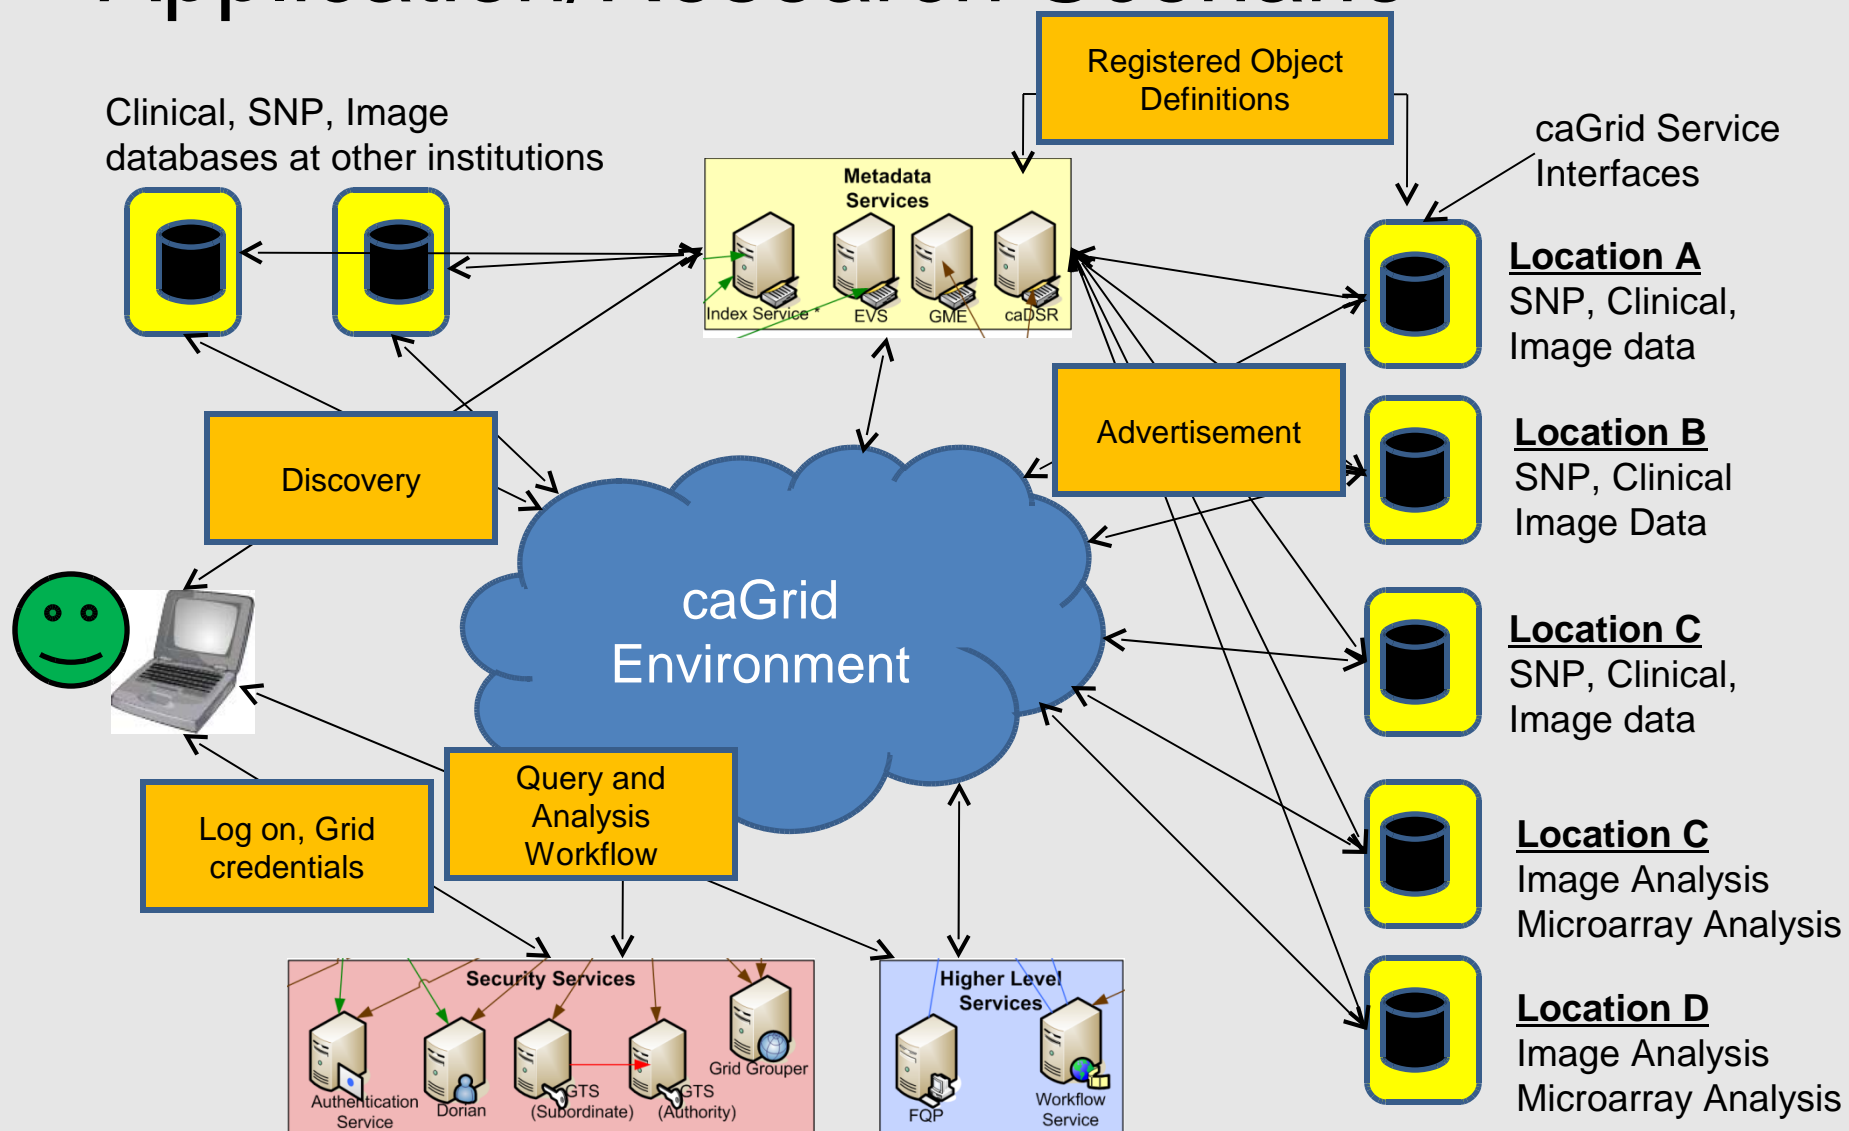 Application/Research Scenario
Registered Object
Definitions
Clinical, SNP, Image
databases at other institutions
caGrid Service
Interfaces
Metadata
Services
Index Service *
EVS
GME
caDSR
Location A
SNP, Clinical,
Image data
Advertisement
Location B
SNP, Clinical
Image Data
Discovery
caGrid
Environment
Location C
SNP, Clinical,
Image data
Query and
Analysis
Workflow
Log on, Grid
credentials
Location C
Image Analysis
Microarray Analysis
Security Services
Authentication
Service
Dorian
GTS
(Subordinate)
GTS
(Authority)
Grid Grouper
Higher Level
Services
FQP
Workflow
Service
Location D
Image Analysis
Microarray Analysis